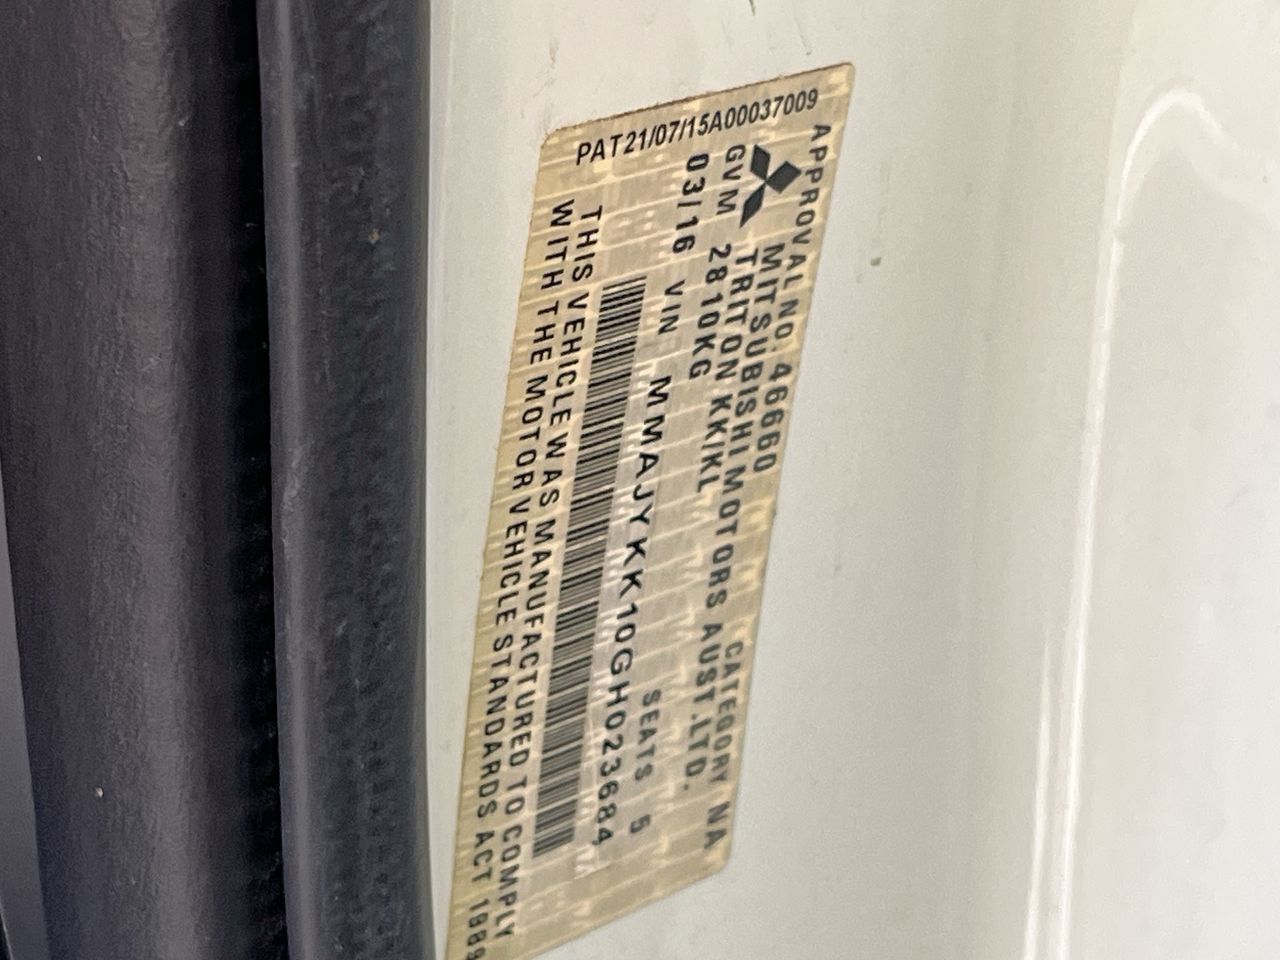 PAT21/07/15A00037009
APPROVAL NO. 46660 CATEGORY NA
MITSUBISHI MOTORS AUST. LTD.
TRITON KK/KL
GVM 2810KG SEATS 5
03/16 VIN MMAJYKK10GH023684
THIS VEHICLE WAS MANUFACTURED TO COMPLY
WITH THE MOTOR VEHICLE STANDARDS ACT 1989